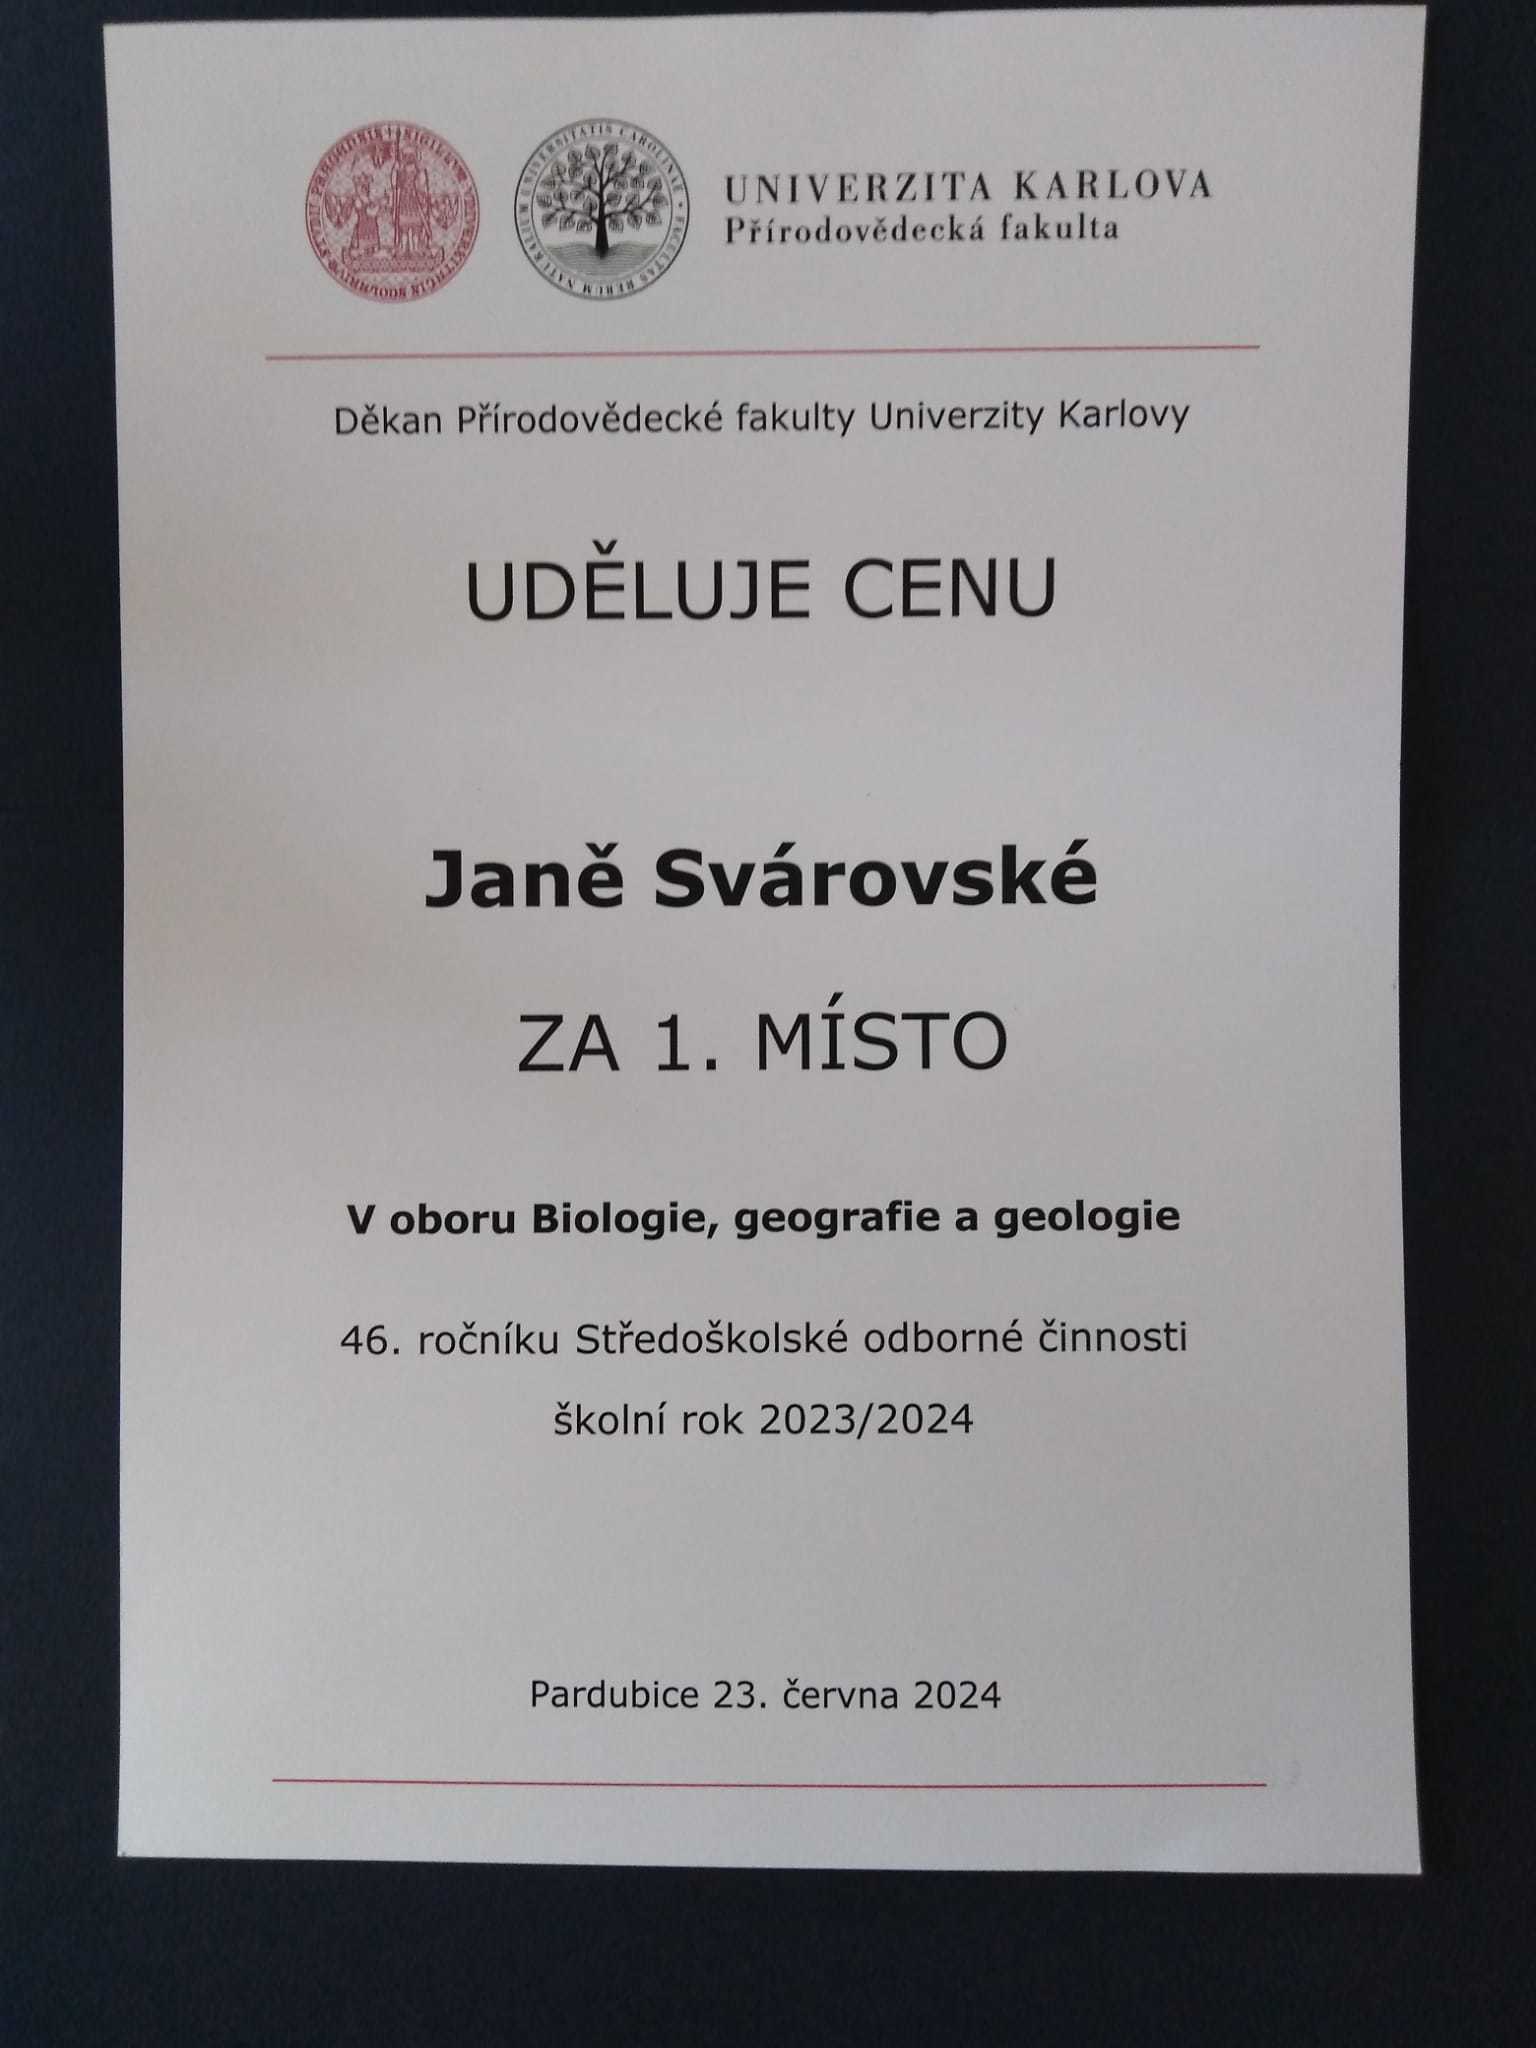 UNIVERZITA KARLOVA
Přírodovědecká fakulta
Děkan Přírodovědecké fakulty Univerzity Karlovy
UDĚLUJE CENU
Janě Svárovské
ZA 1. MÍSTO
V oboru Biologie, geografie a geologie
46. ročníku Středoškolské odborné činnosti
školní rok 2023/2024
Pardubice 23. června 2024